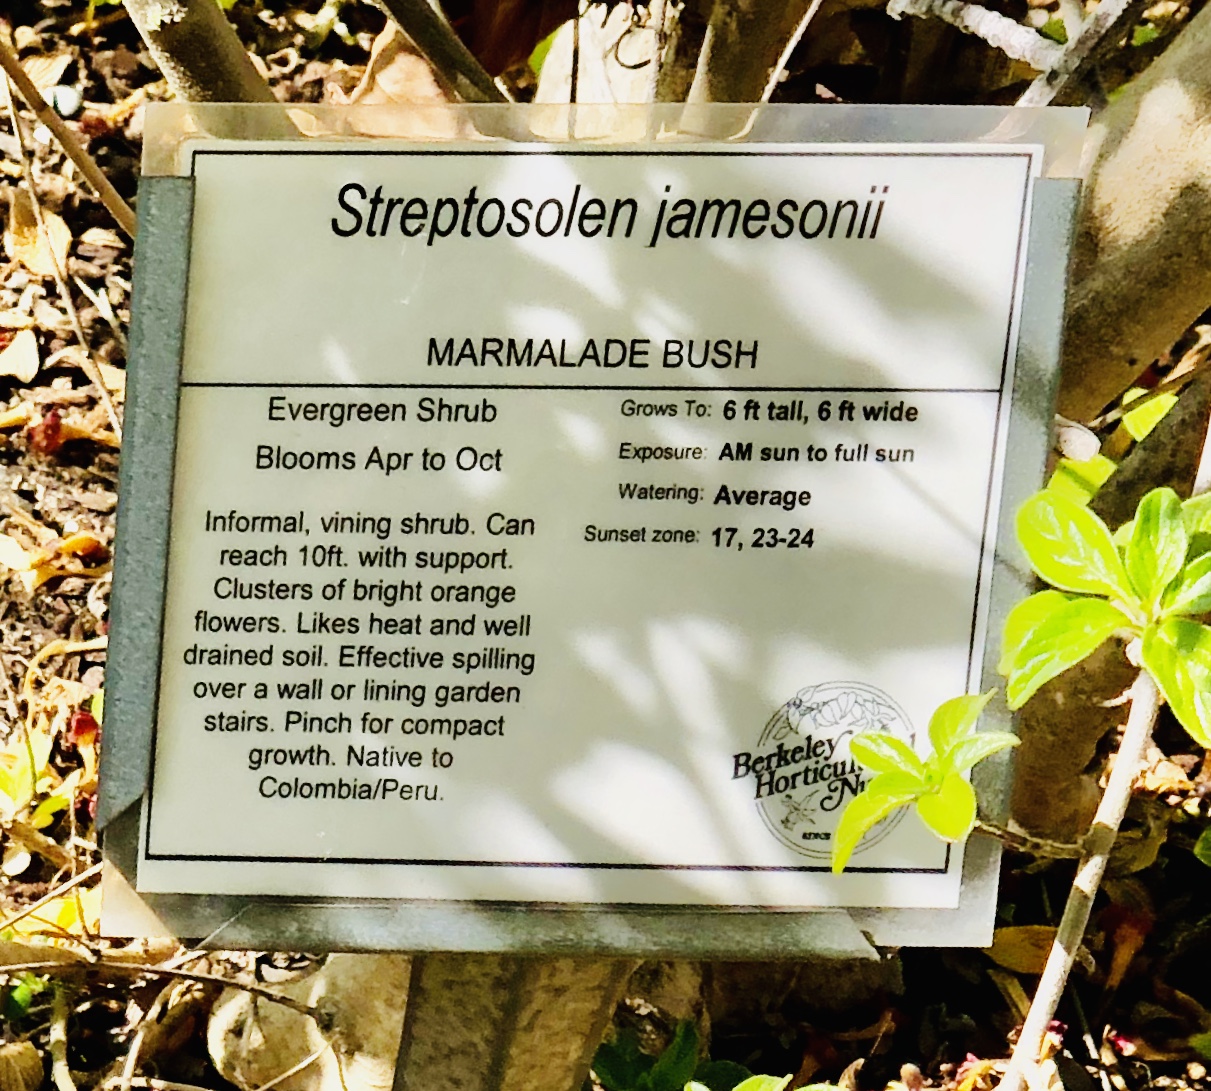 Streptosolen jamesonii
MARMALADE BUSH
Evergreen Shrub
Blooms Apr to Oct
Informal, vining shrub. Can
reach 10ft. with support.
Clusters of bright orange
flowers. Likes heat and well
drained soil. Effective spilling
over a wall or lining garden
stairs. Pinch for compact
growth. Native to
Colombia/Peru.
Grows To: 6 ft tall, 6 ft wide
Exposure: AM sun to full sun
Watering: Average
Sunset zone: 17, 23-24
Berkeley